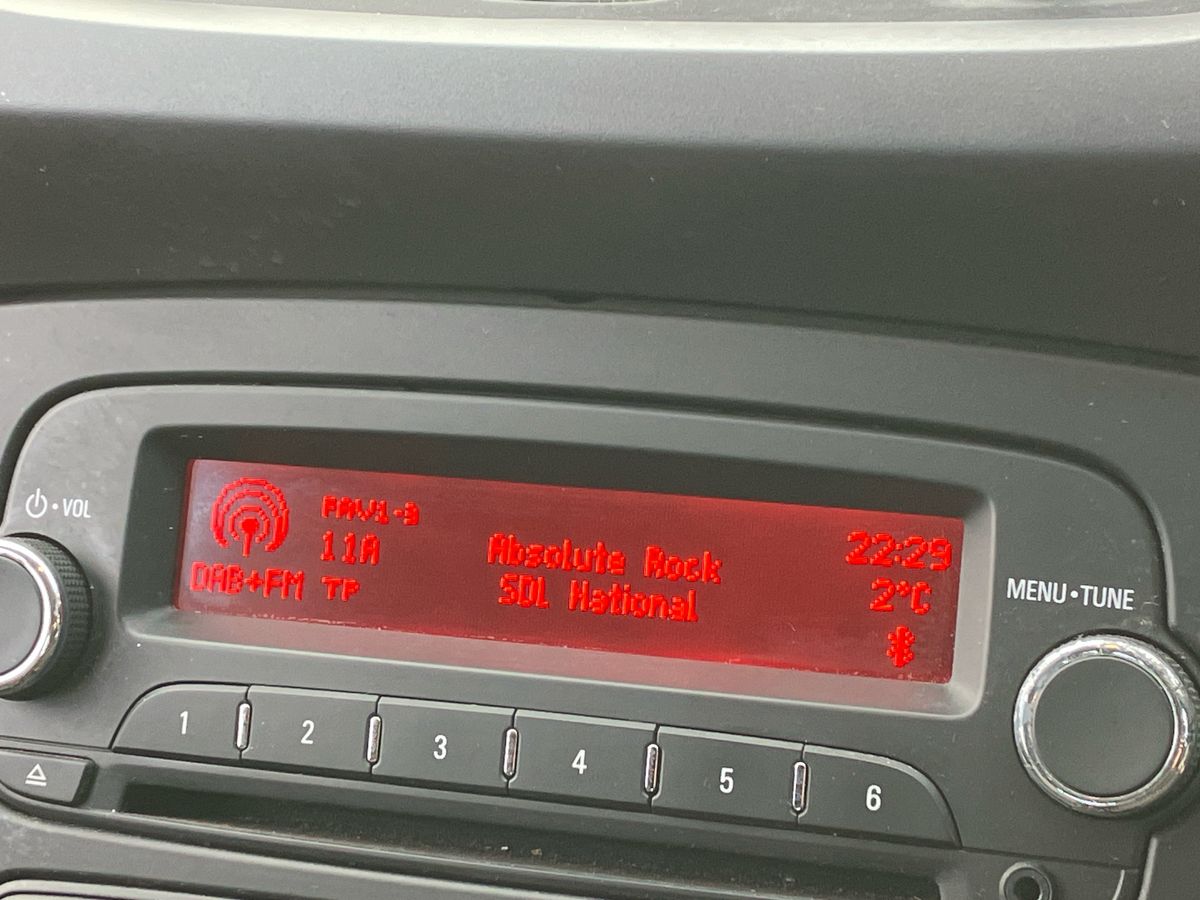 VOL
FAV1-3
11A
DAB+FM TP
Absolute Rock
SDL National
22:29
2°C
MENU•TUNE
1 2 3 4 5 6